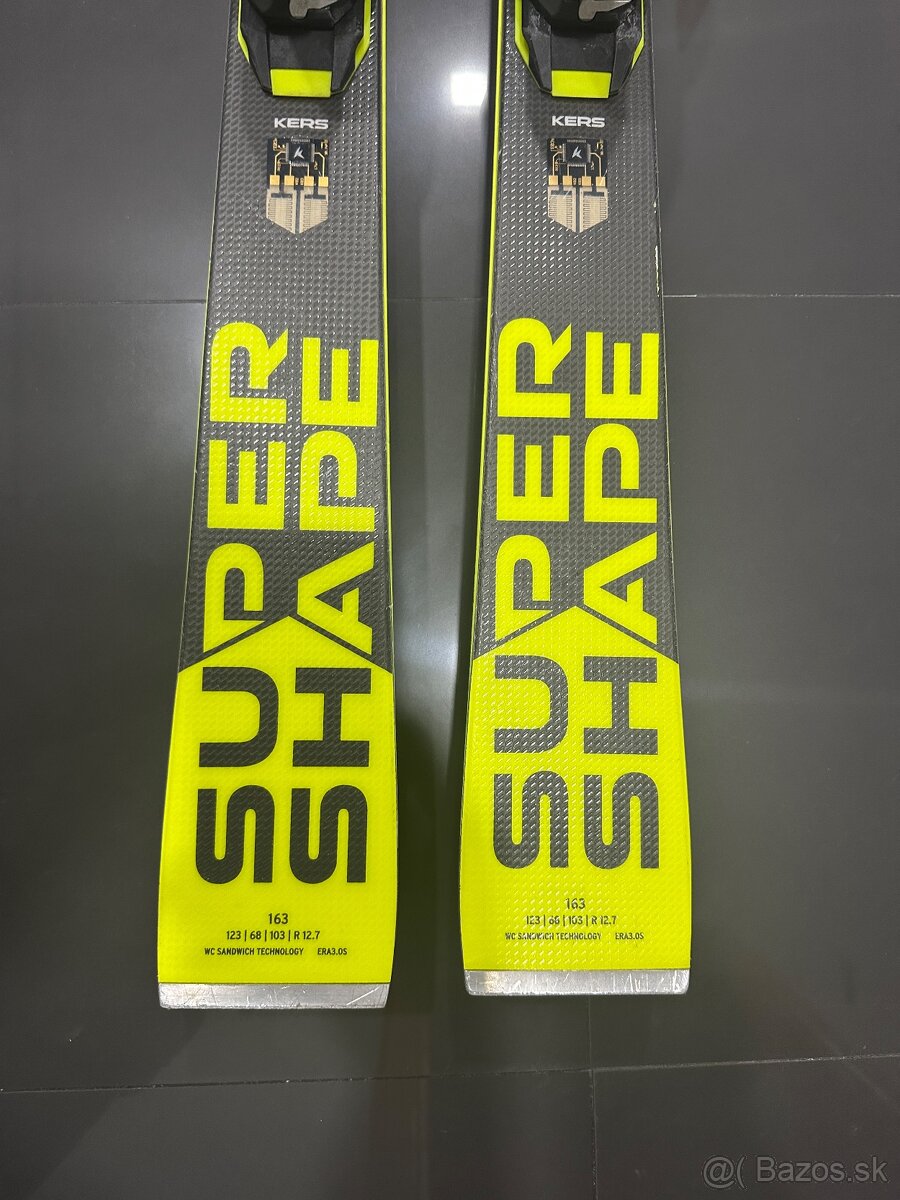 KERS
SUPER
SHAPE
163
123 | 68 | 103 | R 12.7
WC SANDWICH TECHNOLOGY ERA3.0S
KERS
SUPER
SHAPE
163
123 | 68 | 103 | R 12.7
WC SANDWICH TECHNOLOGY ERA3.0S
@( Bazos.sk